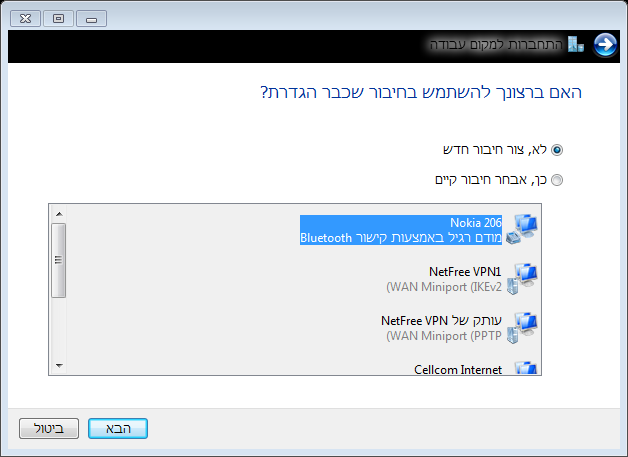 התחברות למקום עבודה
האם ברצונך להשתמש בחיבור שכבר הגדרת?
לא, צור חיבור חדש
כן, אבחר חיבור קיים
Nokia 206
מודם רגיל באמצעות קישור Bluetooth
NetFree VPN1
(WAN Miniport (IKEv2
עותק של NetFree VPN
(WAN Miniport (PPTP
Cellcom Internet
הבא
ביטול